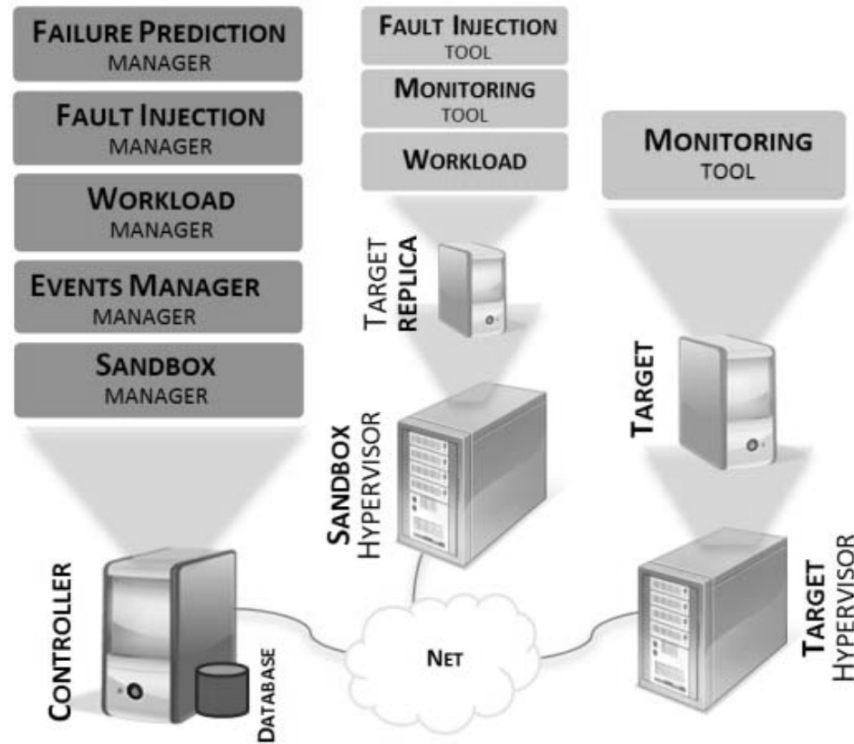 FAILURE PREDICTION
MANAGER
FAULT INJECTION
MANAGER
WORKLOAD
MANAGER
EVENTS MANAGER
MANAGER
SANDBOX
MANAGER
CONTROLLER
DATABASE
FAULT INJECTION
TOOL
MONITORING
TOOL
WORKLOAD
TARGET
REPLICA
SANDBOX
HYPERVISOR
NET
MONITORING
TOOL
TARGET
TARGET
HYPERVISOR